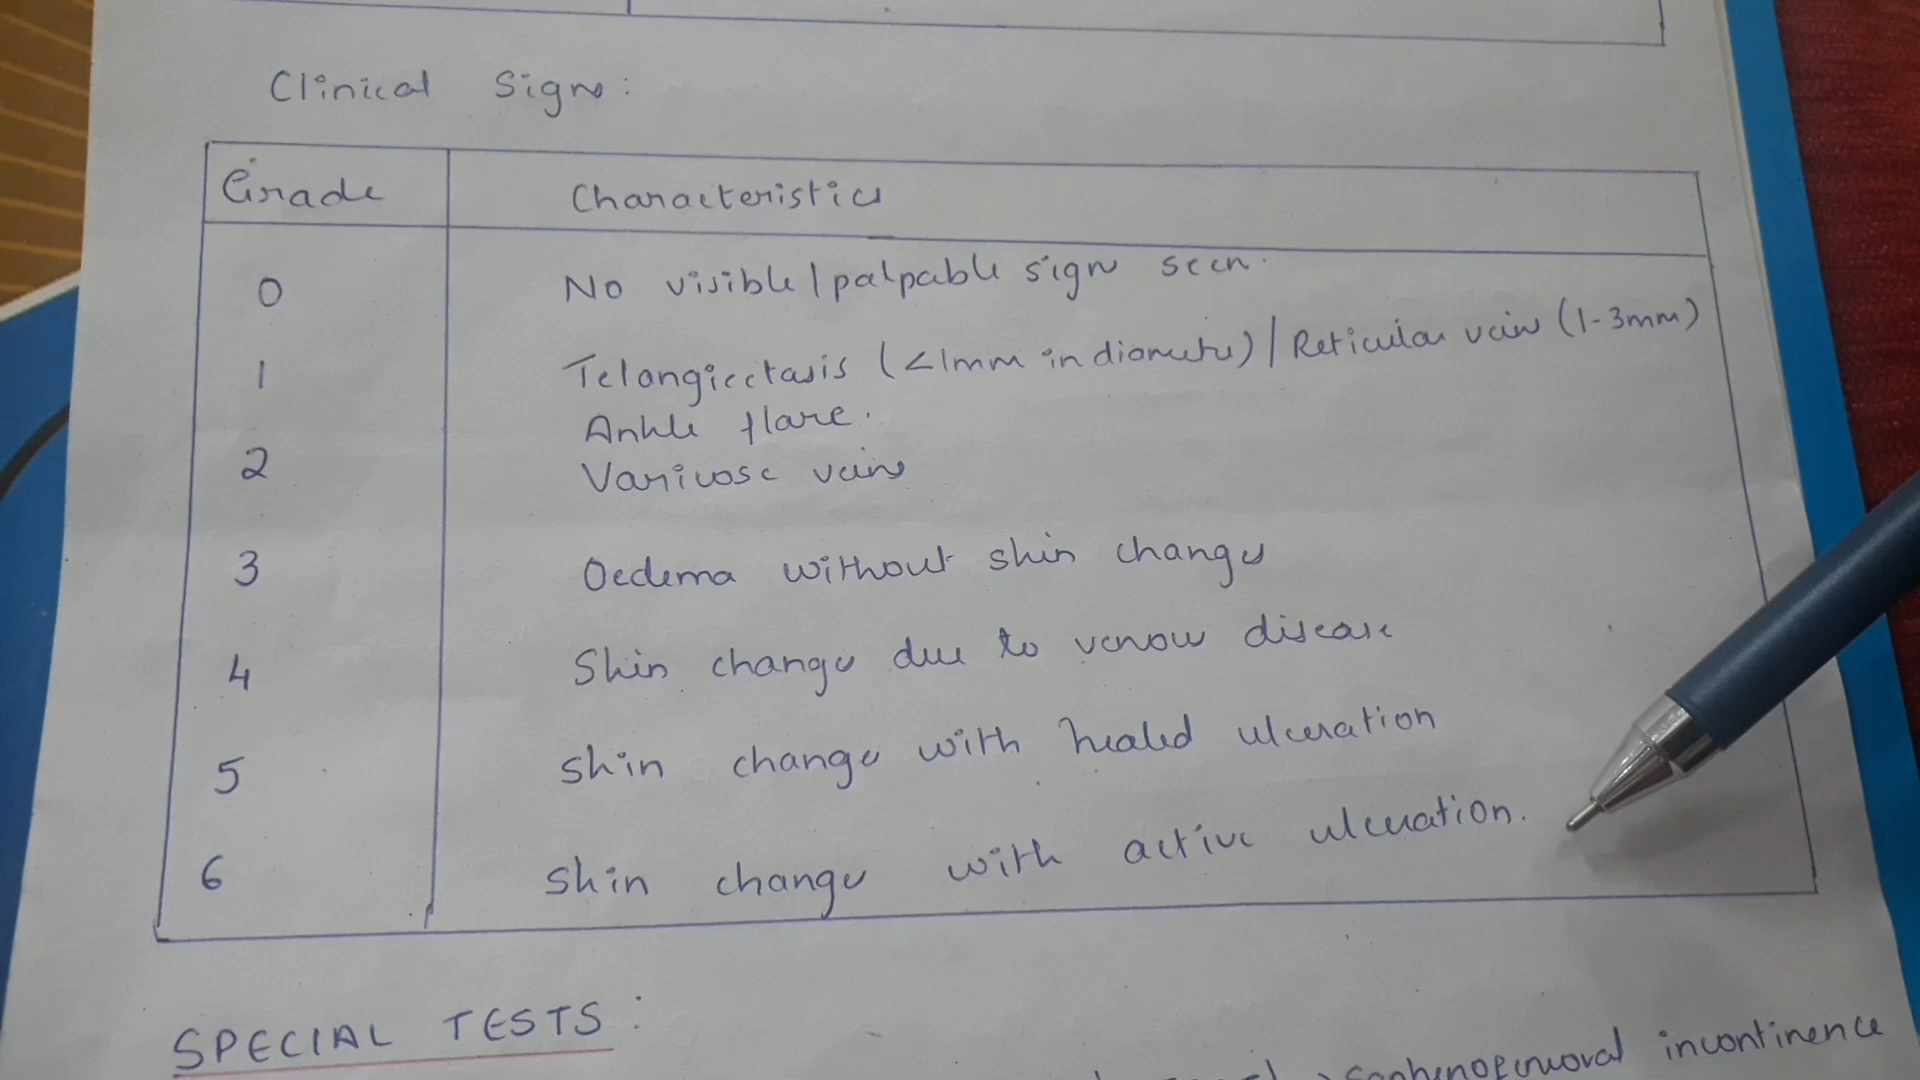 Clinical Signs:
Grade Characteristics
0 No visible/palpable signs seen.
1 Telangiectasis (<1mm in diameter)/Reticular veins (1-3mm)
Ankle flare.
2 Varicose veins
3 Oedema without skin changes
4 Skin changes due to venous disease
5 Skin changes with healed ulceration
6 Skin changes with active ulceration.
SPECIAL TESTS:
saphenofemoral incontinence